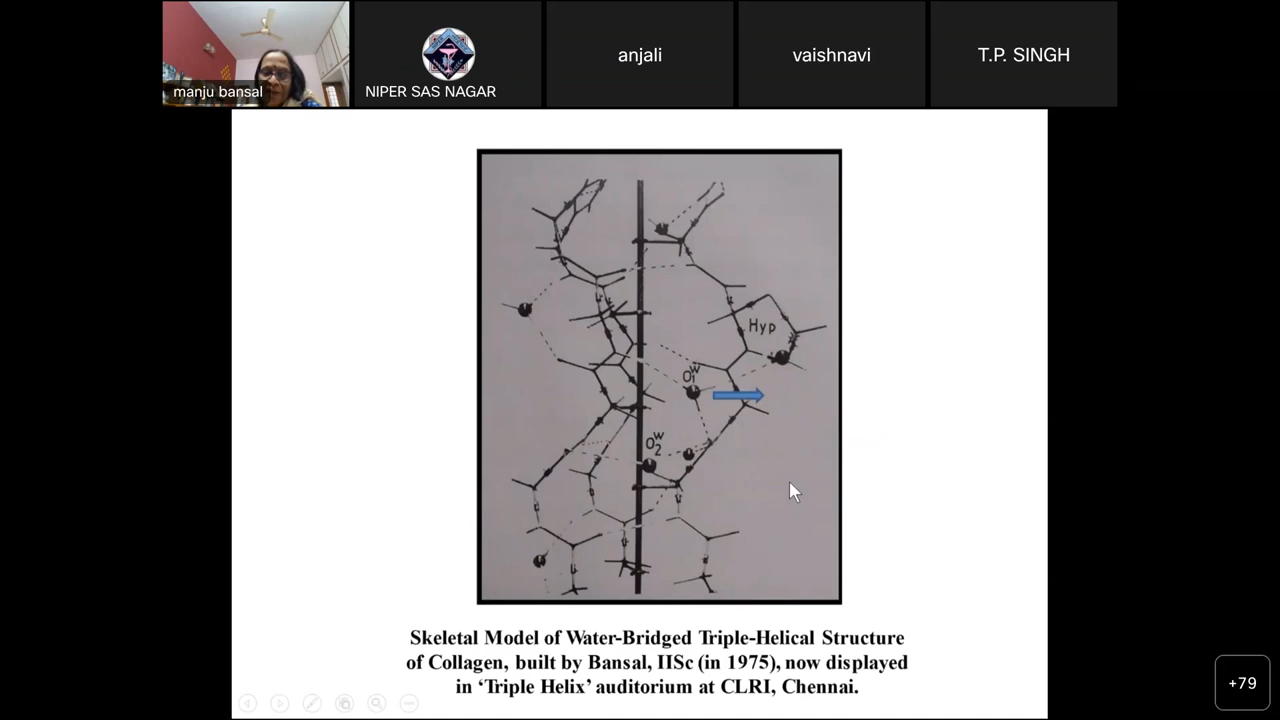 manju bansal
NIPER SAS NAGAR
anjali
vaishnavi
T.P. SINGH
Hyp
O₁ʷ
O₂ʷ
Skeletal Model of Water-Bridged Triple-Helical Structure
of Collagen, built by Bansal, IISc (in 1975), now displayed
in ‘Triple Helix’ auditorium at CLRI, Chennai.
+79